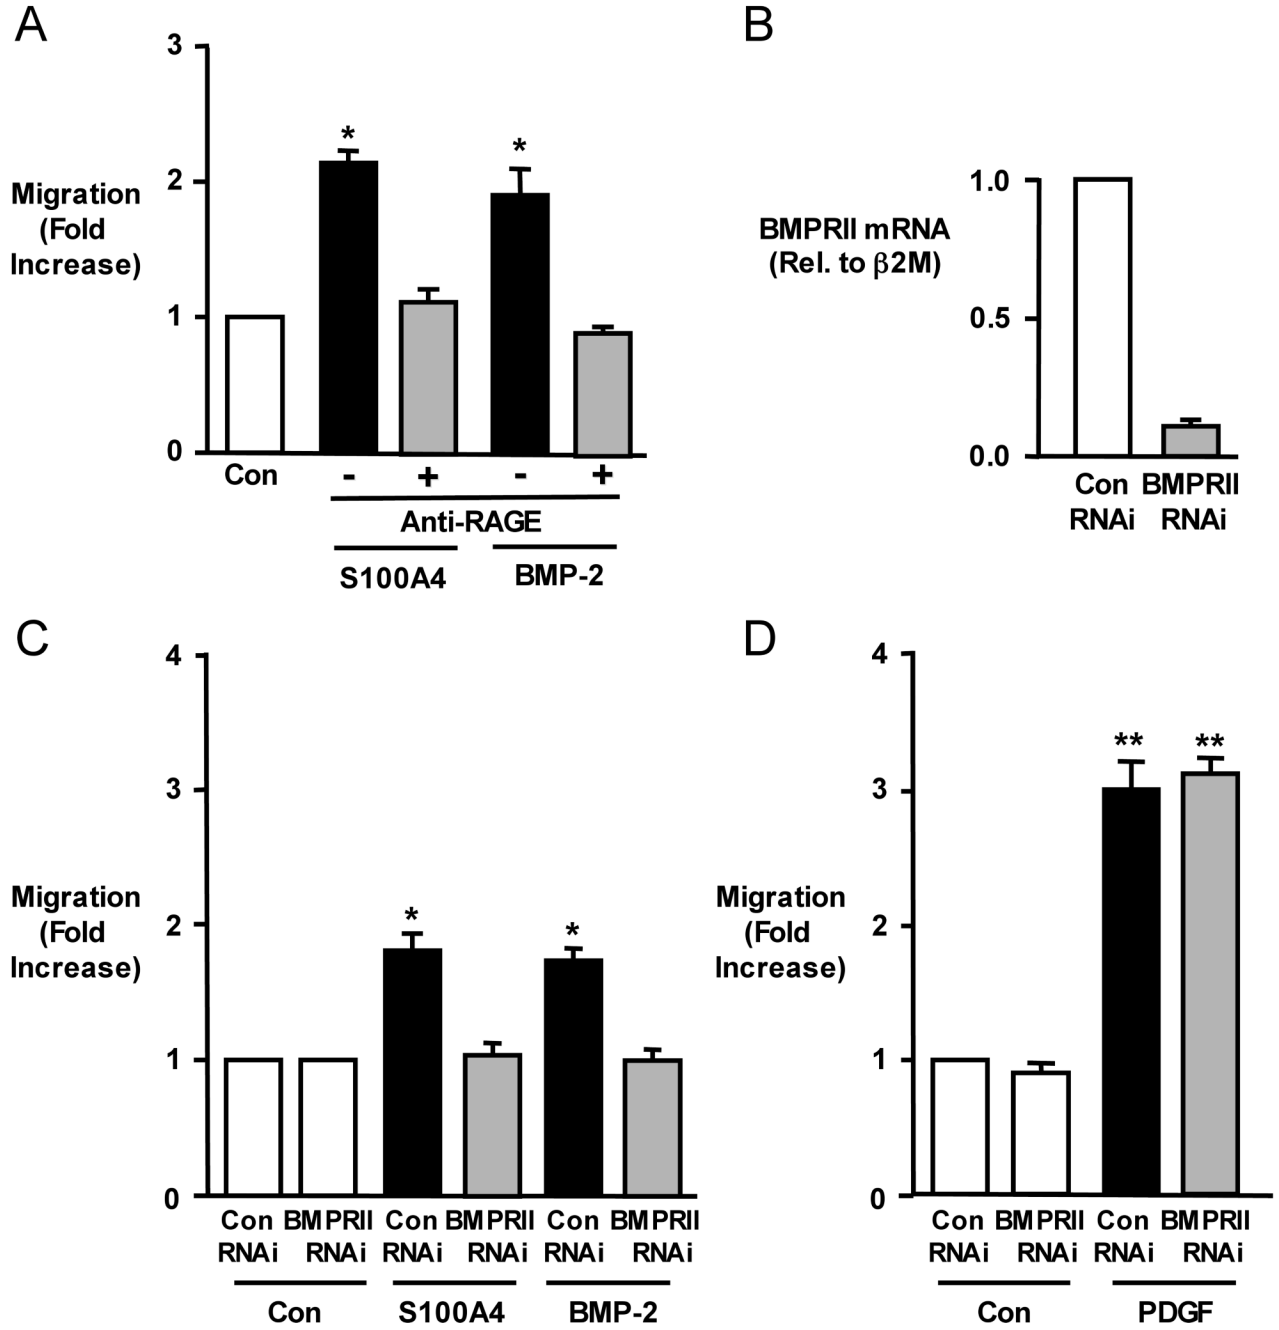 A
3
2
1
0
Migration
(Fold
Increase)
* *
Con - + - +
Anti-RAGE
S100A4 BMP-2
B
1.0
0.5
0.0
BMPRII mRNA
(Rel. to β2M)
Con BMPRII
RNAi RNAi
C
4
3
2
1
0
Migration
(Fold
Increase)
* *
Con BMPRII Con BMPRII Con BMPRII
RNAi RNAi RNAi RNAi RNAi RNAi
Con S100A4 BMP-2
D
4
3
2
1
0
Migration
(Fold
Increase)
** **
Con BMPRII Con BMPRII
RNAi RNAi RNAi RNAi
Con PDGF